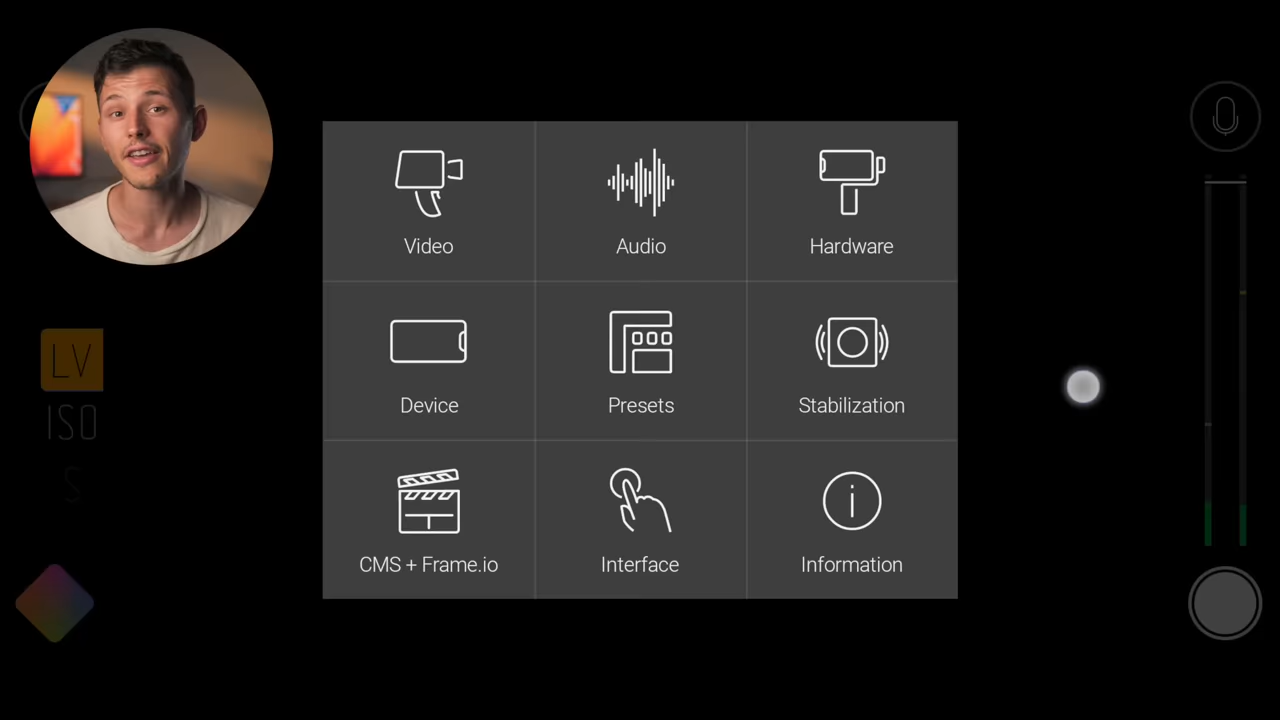 Video
Audio
Hardware
Device
Presets
Stabilization
CMS + Frame.io
Interface
Information
LV
ISO
S